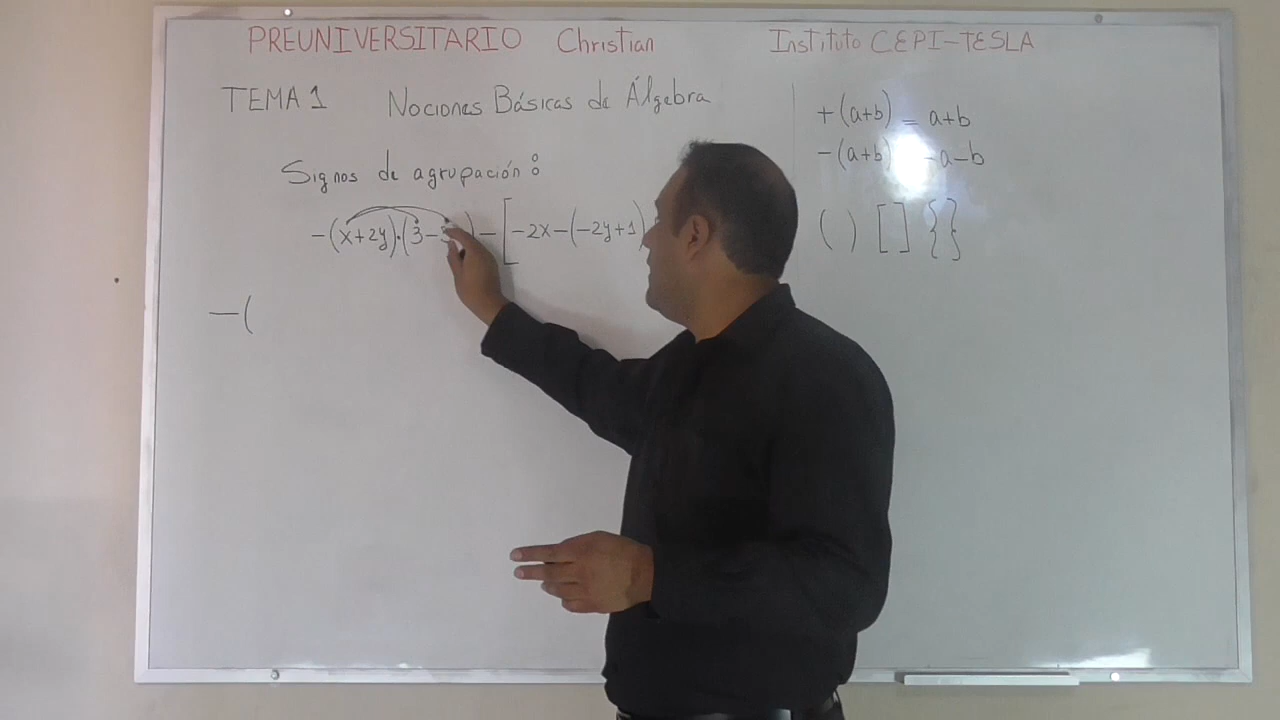 PREUNIVERSITARIO Christian Instituto CEPI-TESLA
TEMA 1 Nociones Básicas de Álgebra
Signos de agrupación:
-(x+2y)·(3- )-[-2x-(-2y+1)
-(
+(a+b) = a+b
-(a+b) -a-b
( ) [ ] { }